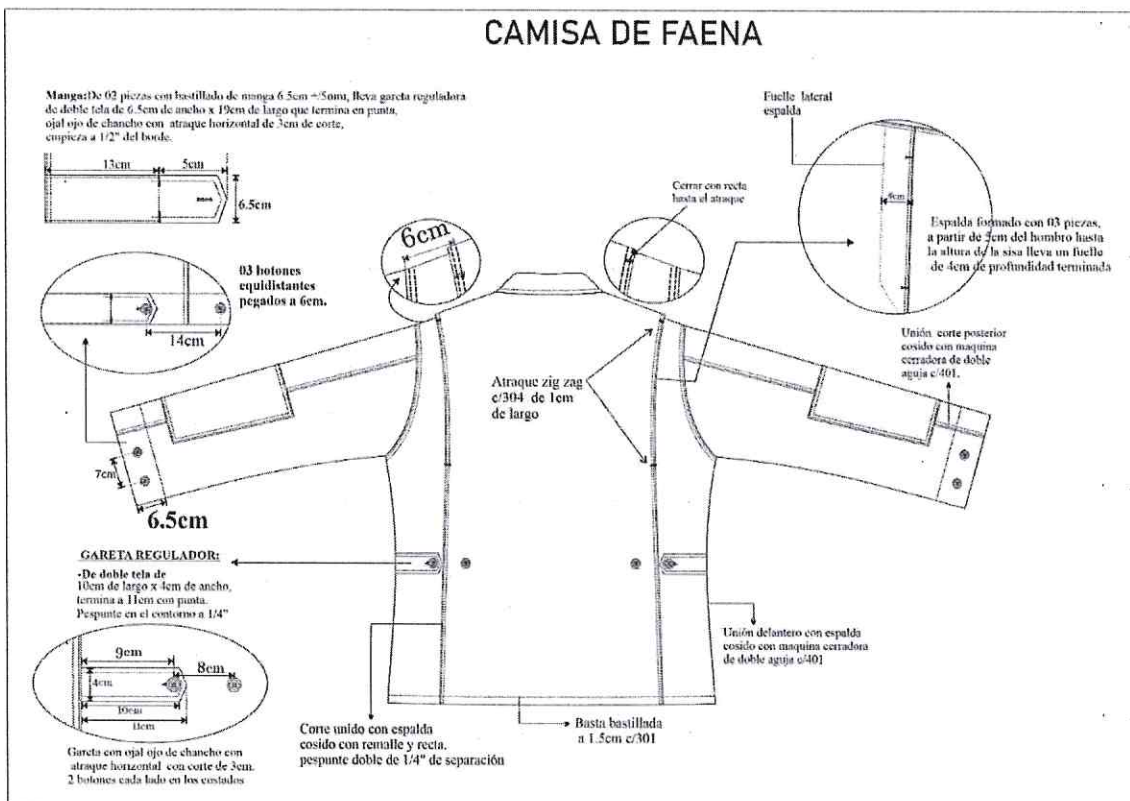 CAMISA DE FAENA
Manga:De 02 piezas con bastillado de manga 6.5cm +/5mm, lleva gareta reguladora
de doble tela de 6.5cm de ancho x 19cm de largo que termina en punta,
ojal ojo de chancho con atraque horizontal de 3cm de corte,
empieza a 1/2" del borde.
13cm
5cm
6.5cm
03 botones
equidistantes
pegados a 6cm.
14cm
6cm
Cerrar con recta
hasta el atraque
Fuelle lateral
espalda
4cm
Espalda formado con 03 piezas,
a partir de 5cm del hombro hasta
la altura de la sisa lleva un fuelle
de 4cm de profundidad terminada
Unión corte posterior
cosido con maquina
cerradora de doble
aguja c/401.
Atraque zig zag
c/304 de 1cm
de largo
7cm
6.5cm
GARETA REGULADOR:
-De doble tela de
10cm de largo x 4cm de ancho,
termina a 11cm con punta.
Pespunte en el contorno a 1/4"
9cm
8cm
4cm
10cm
11cm
Gareta con ojal ojo de chancho con
atraque horizontal con corte de 3cm.
2 botones cada lado en los costados
Corte unido con espalda
cosido con remalle y recta.
pespunte doble de 1/4" de separación
Basta bastillada
a 1.5cm c/301
Unión delantero con espalda
cosido con maquina cerradora
de doble aguja c/401